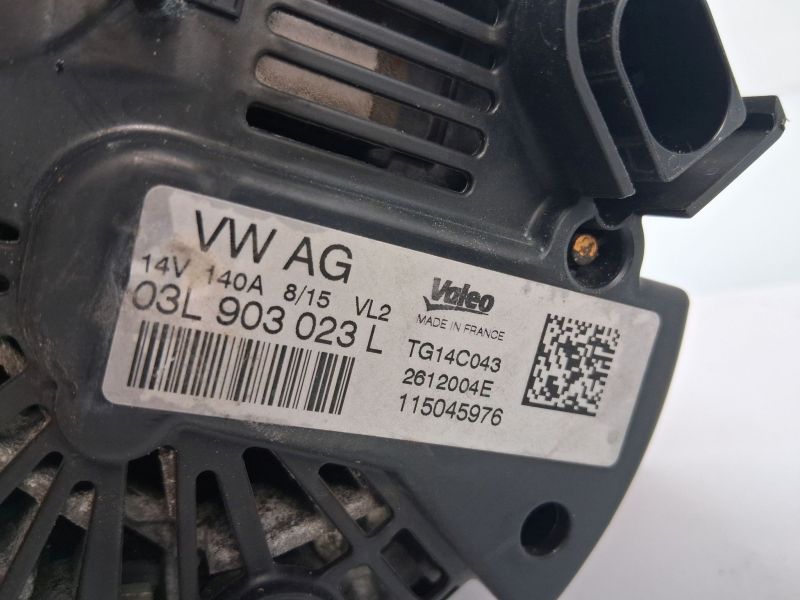 VW AG
14V 140A 8/15 VL2
03L 903 023 L
Valeo
MADE IN FRANCE
TG14C043
2612004E
115045976